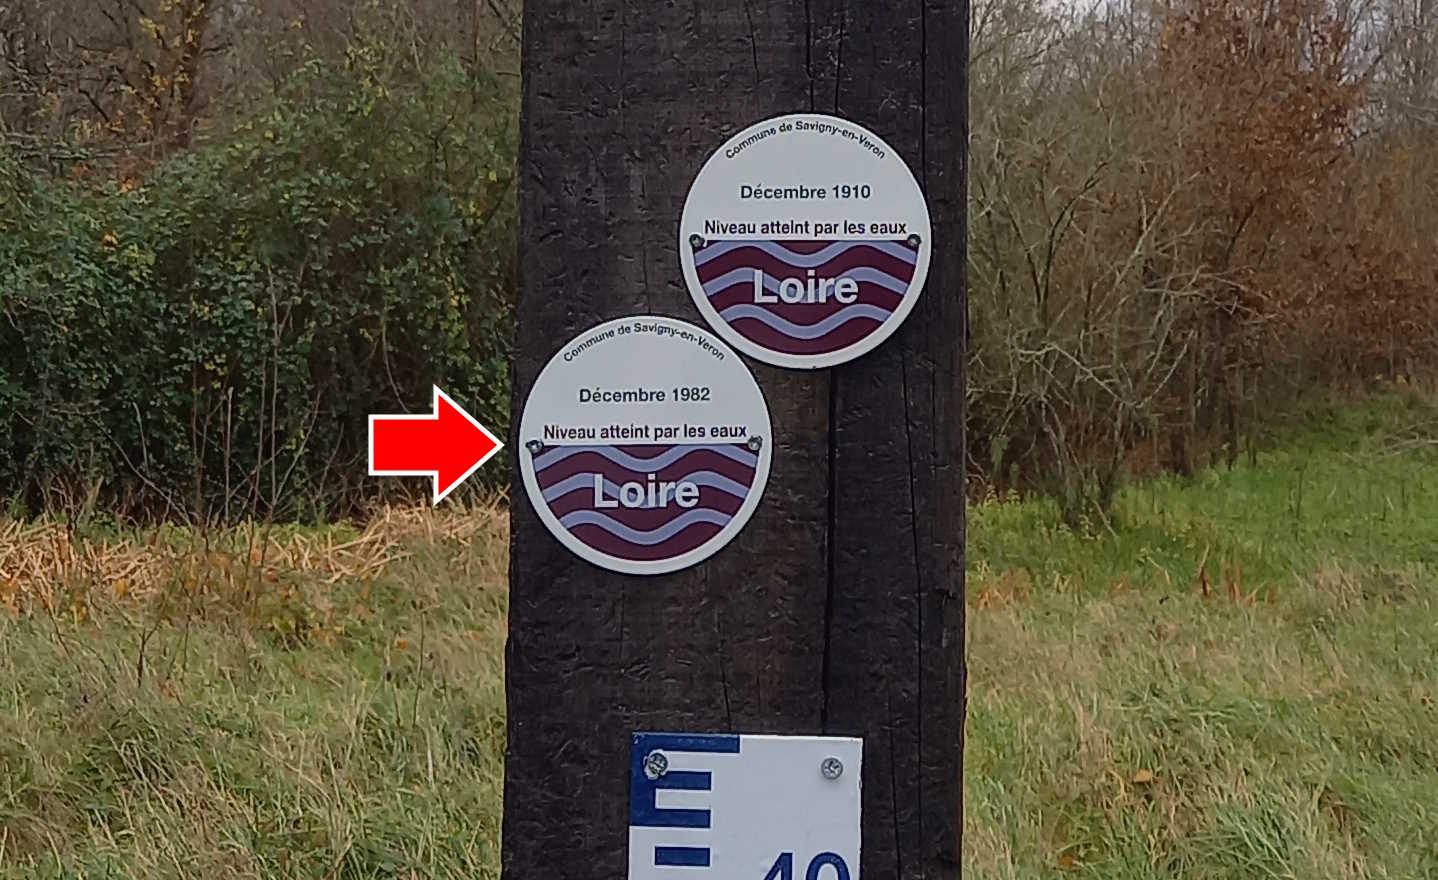 Commune de Savigny-en-Veron
Décembre 1910
Niveau atteint par les eaux
Loire
Commune de Savigny-en-Veron
Décembre 1982
Niveau atteint par les eaux
Loire
40